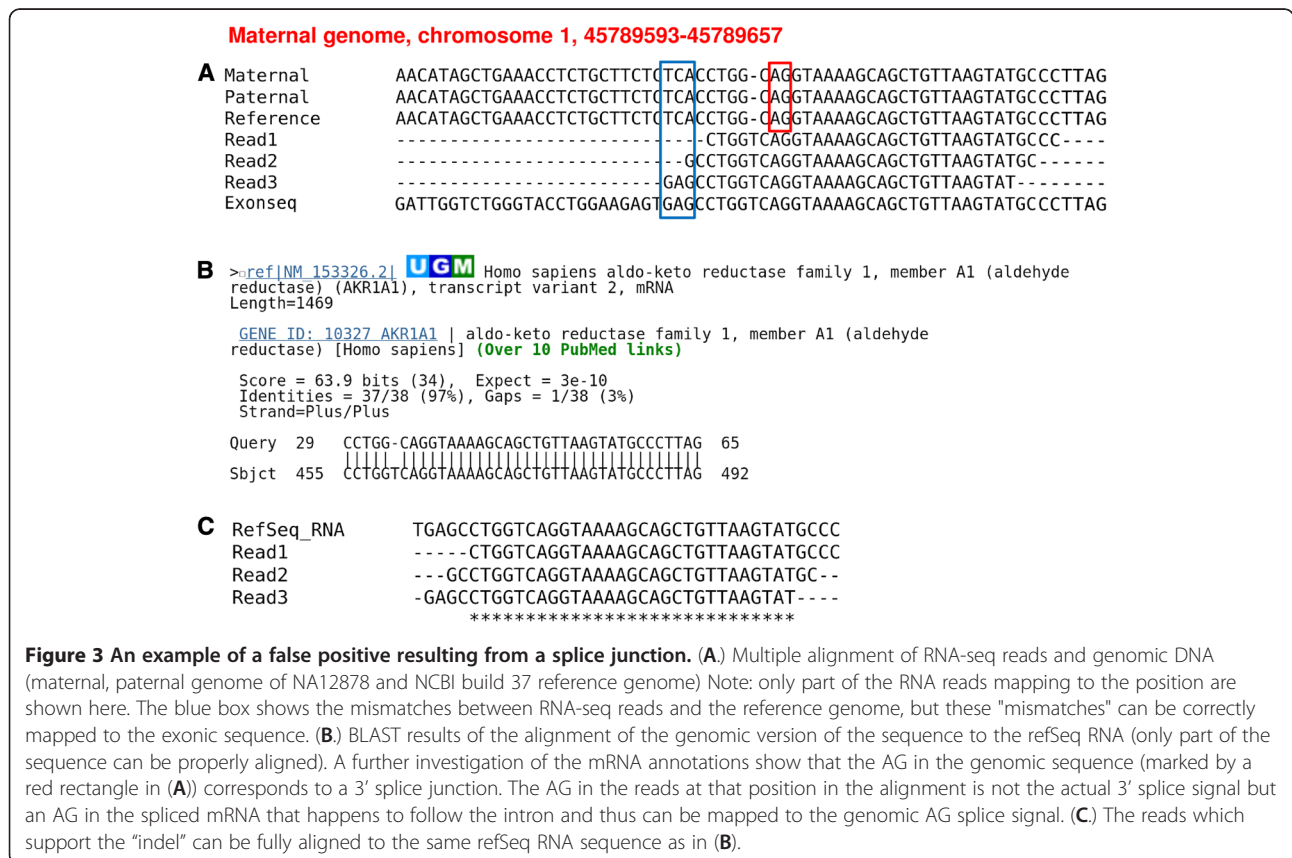 Maternal genome, chromosome 1, 45789593-45789657
A Maternal AACATAGCTGAAACCTCTGCTTCTCTCACCTGG-CAGGTAAAAGCAGCTGTTAAGTATGCCCTTAG
Paternal AACATAGCTGAAACCTCTGCTTCTCTCACCTGG-CAGGTAAAAGCAGCTGTTAAGTATGCCCTTAG
Reference AACATAGCTGAAACCTCTGCTTCTCTCACCTGG-CAGGTAAAAGCAGCTGTTAAGTATGCCCTTAG
Read1 -----------------------------CTGGTCAGGTAAAAGCAGCTGTTAAGTATGCCC----
Read2 ---------------------------GCCTGGTCAGGTAAAAGCAGCTGTTAAGTATGC------
Read3 -------------------------GAGCCTGGTCAGGTAAAAGCAGCTGTTAAGTAT--------
Exonseq GATTGGTCTGGGTACCTGGAAGAGTGAGCCTGGTCAGGTAAAAGCAGCTGTTAAGTATGCCCTTAG
B >□ref|NM_153326.2| U G M Homo sapiens aldo-keto reductase family 1, member A1 (aldehyde
reductase) (AKR1A1), transcript variant 2, mRNA
Length=1469
GENE ID: 10327 AKR1A1 | aldo-keto reductase family 1, member A1 (aldehyde
reductase) [Homo sapiens] (Over 10 PubMed links)
Score = 63.9 bits (34), Expect = 3e-10
Identities = 37/38 (97%), Gaps = 1/38 (3%)
Strand=Plus/Plus
Query 29 CCTGG-CAGGTAAAAGCAGCTGTTAAGTATGCCCTTAG 65
||||| ||||||||||||||||||||||||||||||||
Sbjct 455 CCTGGTCAGGTAAAAGCAGCTGTTAAGTATGCCCTTAG 492
C RefSeq_RNA TGAGCCTGGTCAGGTAAAAGCAGCTGTTAAGTATGCCC
Read1 -----CTGGTCAGGTAAAAGCAGCTGTTAAGTATGCCC
Read2 ---GCCTGGTCAGGTAAAAGCAGCTGTTAAGTATGC--
Read3 -GAGCCTGGTCAGGTAAAAGCAGCTGTTAAGTAT----
*****************************
Figure 3 An example of a false positive resulting from a splice junction. (A.) Multiple alignment of RNA-seq reads and genomic DNA
(maternal, paternal genome of NA12878 and NCBI build 37 reference genome) Note: only part of the RNA reads mapping to the position are
shown here. The blue box shows the mismatches between RNA-seq reads and the reference genome, but these "mismatches" can be correctly
mapped to the exonic sequence. (B.) BLAST results of the alignment of the genomic version of the sequence to the refSeq RNA (only part of the
sequence can be properly aligned). A further investigation of the mRNA annotations show that the AG in the genomic sequence (marked by a
red rectangle in (A)) corresponds to a 3’ splice junction. The AG in the reads at that position in the alignment is not the actual 3’ splice signal but
an AG in the spliced mRNA that happens to follow the intron and thus can be mapped to the genomic AG splice signal. (C.) The reads which
support the “indel” can be fully aligned to the same refSeq RNA sequence as in (B).